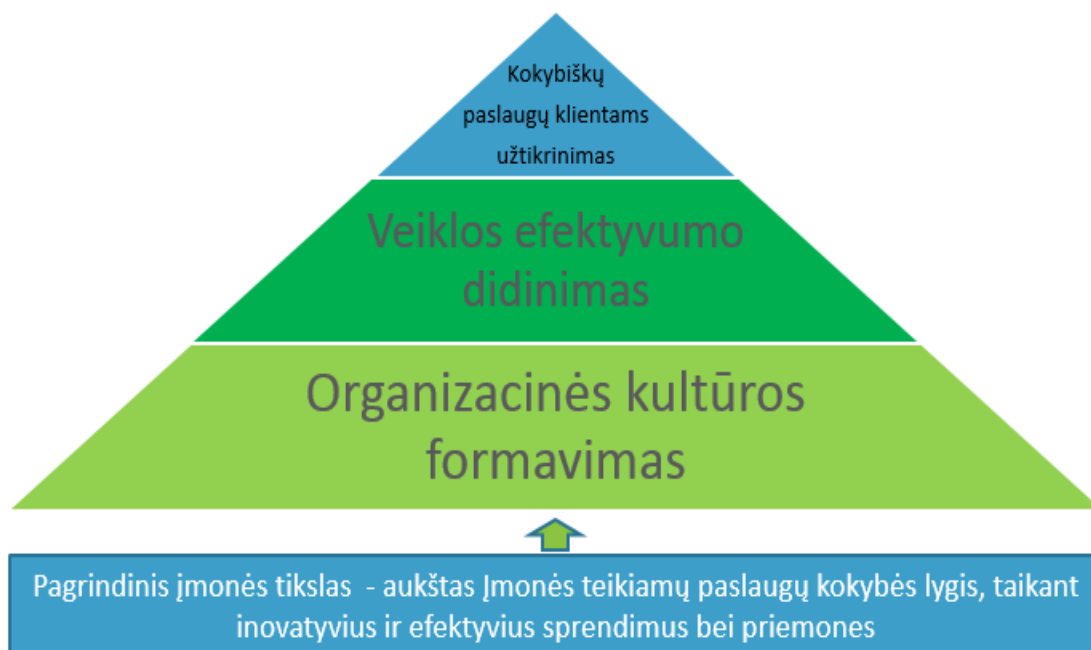 Kokybiškų
paslaugų klientams
užtikrinimas
Veiklos efektyvumo
didinimas
Organizacinės kultūros
formavimas
Pagrindinis įmonės tikslas - aukštas Įmonės teikiamų paslaugų kokybės lygis, taikant
inovatyvius ir efektyvius sprendimus bei priemones